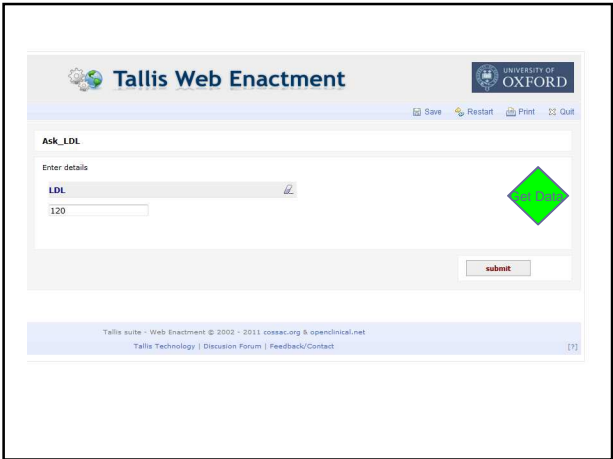 Tallis Web Enactment
UNIVERSITY OF
OXFORD
Save Restart Print Quit
Ask_LDL
Enter details
LDL
120
Get Data
submit
Tallis suite - Web Enactment © 2002 - 2011 cossac.org & openclinical.net
Tallis Technology | Discusion Forum | Feedback/Contact
[?]